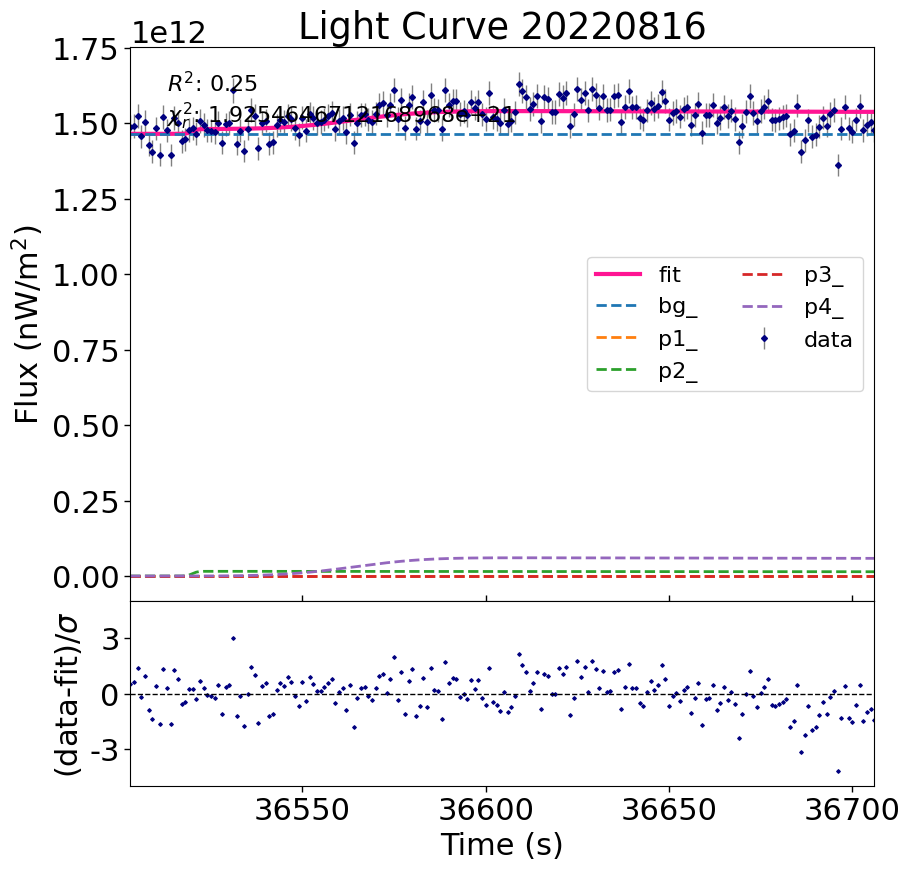 Light Curve 20220816
1e12
1.75
1.50
1.25
1.00
0.75
0.50
0.25
0.00
Flux (nW/m²)
R²: 0.25
fit
bg_
p1_
p2_
p3_
p4_
data
(data-fit)/σ
3
0
-3
36550
36600
36650
36700
Time (s)